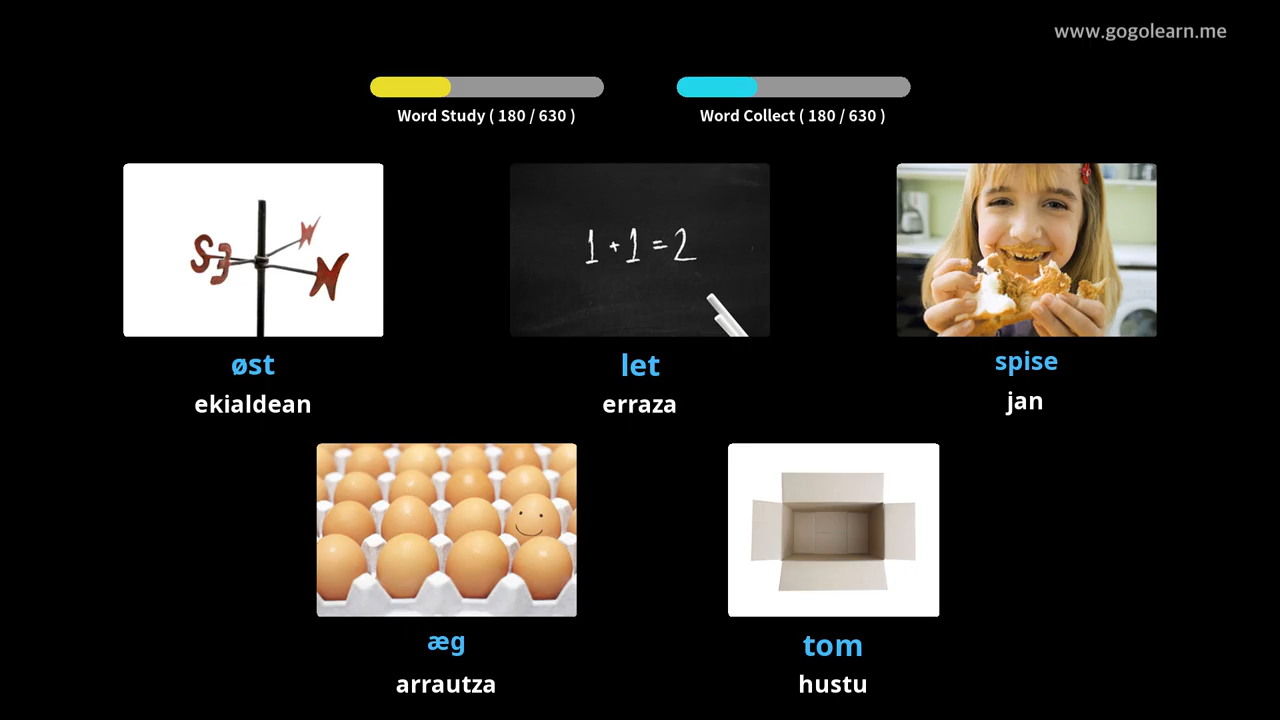 www.gogolearn.me
Word Study ( 180 / 630 )
Word Collect ( 180 / 630 )
S E N W
1 + 1 = 2
øst
let
spise
ekialdean
erraza
jan
æg
tom
arrautza
hustu